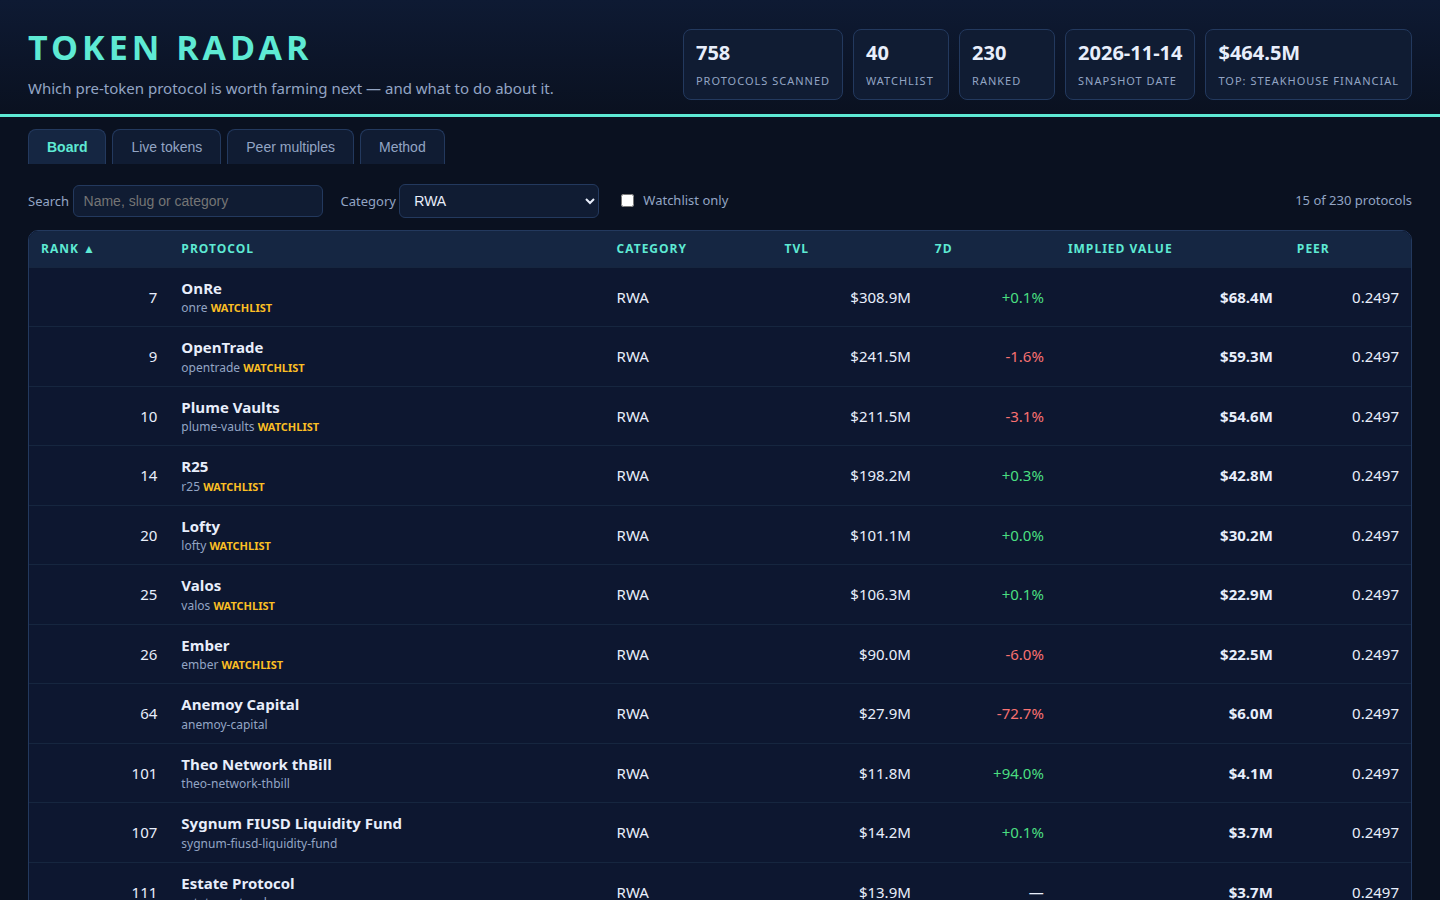 TOKEN RADAR
Which pre-token protocol is worth farming next — and what to do about it.
758
PROTOCOLS SCANNED
40
WATCHLIST
230
RANKED
2026-11-14
SNAPSHOT DATE
$464.5M
TOP: STEAKHOUSE FINANCIAL
Board Live tokens Peer multiples Method
Search Name, slug or category Category RWA Watchlist only 15 of 230 protocols
RANK ▲ PROTOCOL CATEGORY TVL 7D IMPLIED VALUE PEER
7 OnRe RWA $308.9M +0.1% $68.4M 0.2497
onre WATCHLIST
9 OpenTrade RWA $241.5M -1.6% $59.3M 0.2497
opentrade WATCHLIST
10 Plume Vaults RWA $211.5M -3.1% $54.6M 0.2497
plume-vaults WATCHLIST
14 R25 RWA $198.2M +0.3% $42.8M 0.2497
r25 WATCHLIST
20 Lofty RWA $101.1M +0.0% $30.2M 0.2497
lofty WATCHLIST
25 Valos RWA $106.3M +0.1% $22.9M 0.2497
valos WATCHLIST
26 Ember RWA $90.0M -6.0% $22.5M 0.2497
ember WATCHLIST
64 Anemoy Capital RWA $27.9M -72.7% $6.0M 0.2497
anemoy-capital
101 Theo Network thBill RWA $11.8M +94.0% $4.1M 0.2497
theo-network-thbill
107 Sygnum FIUSD Liquidity Fund RWA $14.2M +0.1% $3.7M 0.2497
sygnum-fiusd-liquidity-fund
111 Estate Protocol RWA $13.9M — $3.7M 0.2497